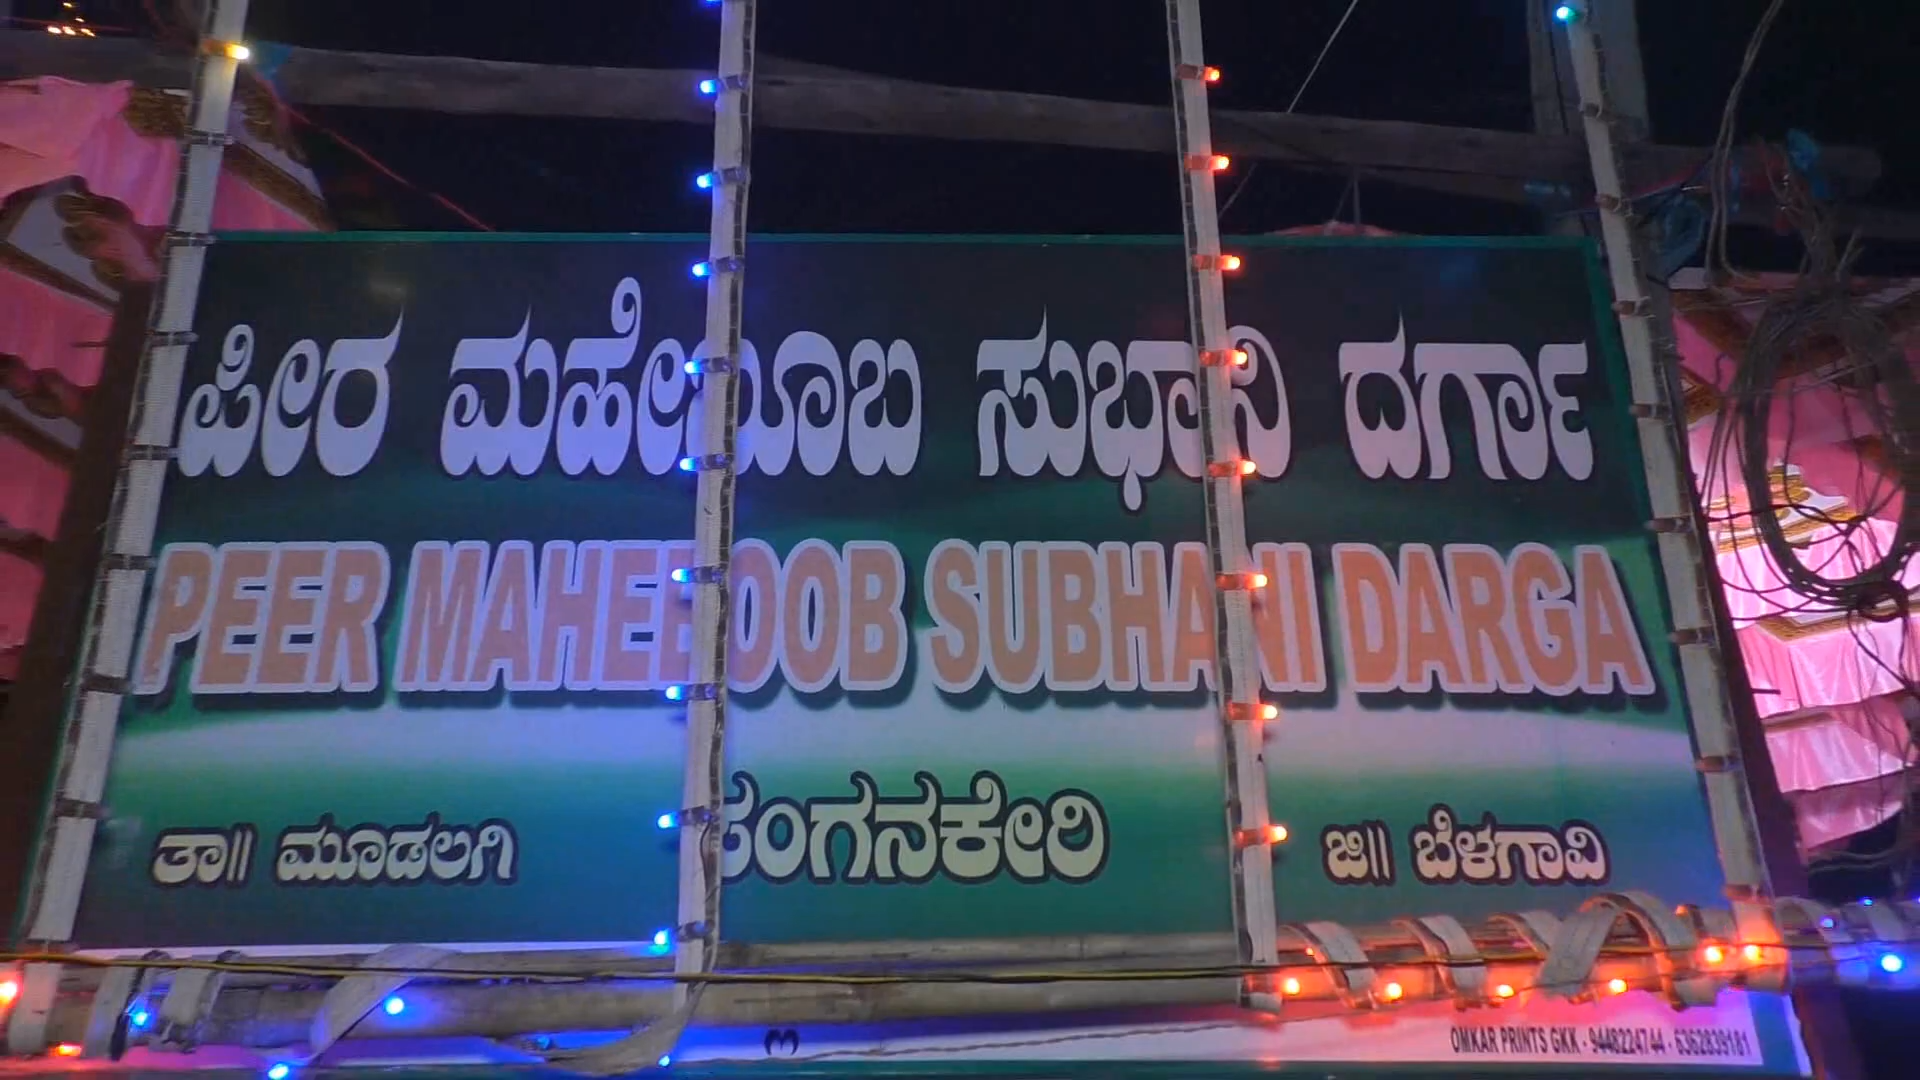 ಪೀರ ಮಹೇಬೂಬ ಸುಭಾನಿ ದರ್ಗಾ
PEER MAHEBOOB SUBHANI DARGA
ತಾ|| ಮೂಡಲಗಿ ಸಂಗನಕೇರಿ ಜಿ|| ಬೆಳಗಾವಿ
OMKAR PRINTS GKK - 9448224744 - 6362839181